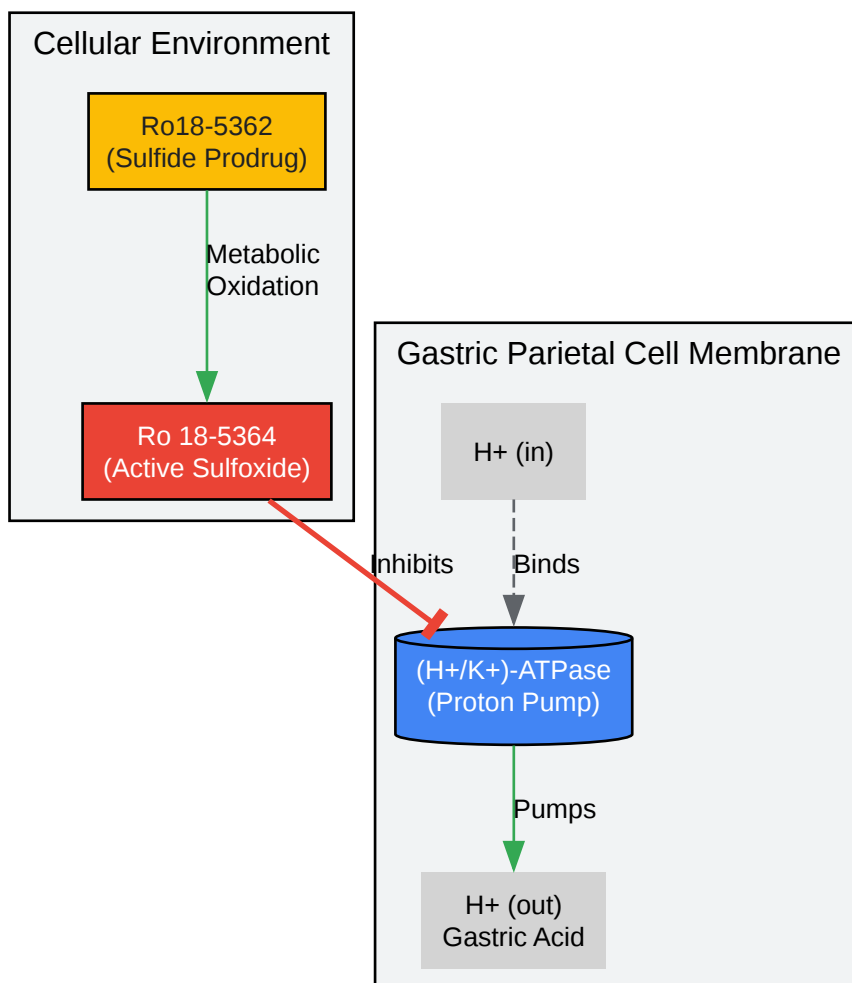 Cellular Environment
Ro18-5362
(Sulfide Prodrug)
Metabolic
Oxidation
Ro 18-5364
(Active Sulfoxide)
Gastric Parietal Cell Membrane
H+ (in)
Inhibits
Binds
(H+/K+)-ATPase
(Proton Pump)
Pumps
H+ (out)
Gastric Acid